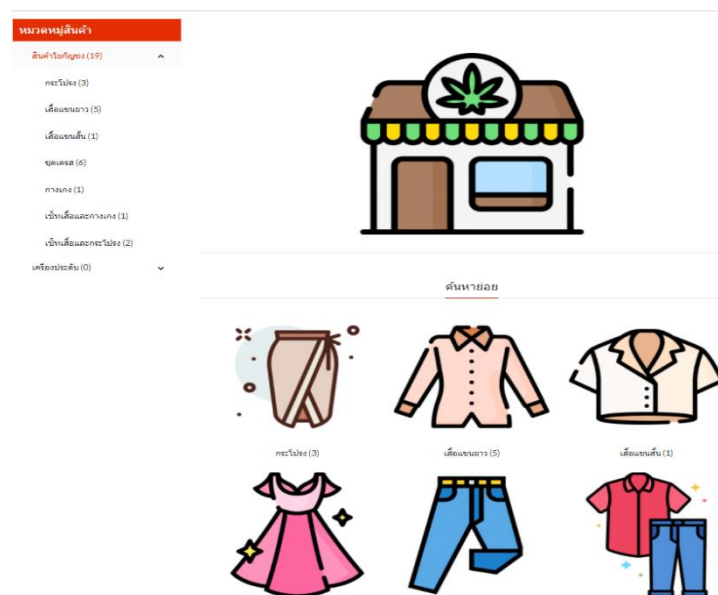 หมวดหมู่สินค้า
สินค้าใยกัญชง (19)
กระโปรง (3)
เสื้อแขนยาว (5)
เสื้อแขนสั้น (1)
ชุดเดรส (6)
กางเกง (1)
เซ็ทเสื้อและกางเกง (1)
เซ็ทเสื้อและกระโปรง (2)
เครื่องประดับ (0)
ค้นหาย่อย
กระโปรง (3)
เสื้อแขนยาว (5)
เสื้อแขนสั้น (1)